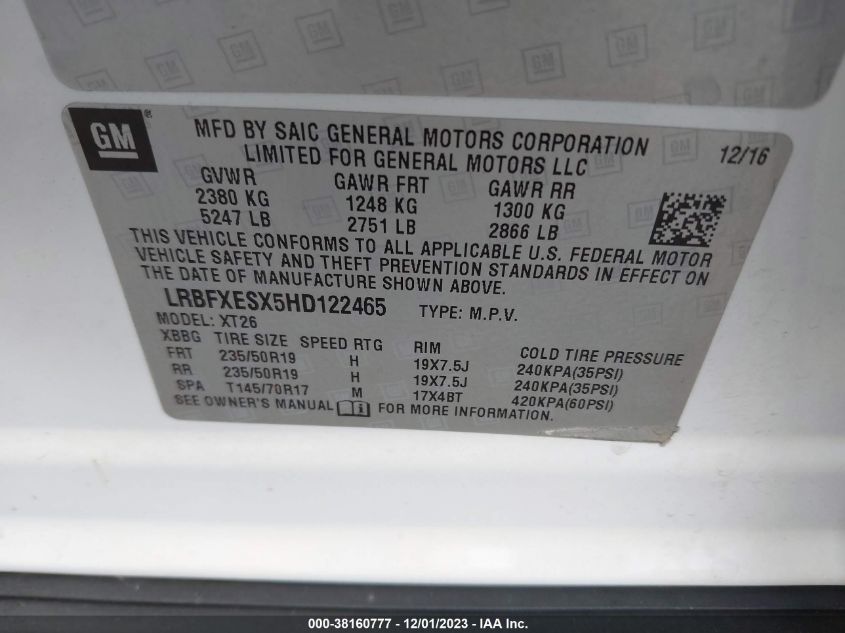 GM®
MFD BY SAIC GENERAL MOTORS CORPORATION
LIMITED FOR GENERAL MOTORS LLC
12/16
GVWR GAWR FRT GAWR RR
2380 KG 1248 KG 1300 KG
5247 LB 2751 LB 2866 LB
THIS VEHICLE CONFORMS TO ALL APPLICABLE U.S. FEDERAL MOTOR
VEHICLE SAFETY AND THEFT PREVENTION STANDARDS IN EFFECT ON
THE DATE OF MANUFACTURE SHOWN ABOVE.
LRBFXESX5HD122465 TYPE: M.P.V.
MODEL: XT26
XBBG TIRE SIZE SPEED RTG RIM COLD TIRE PRESSURE
FRT 235/50R19 H 19X7.5J 240KPA(35PSI)
RR 235/50R19 H 19X7.5J 240KPA(35PSI)
SPA T145/70R17 M 17X4BT 420KPA(60PSI)
SEE OWNER'S MANUAL FOR MORE INFORMATION.
000-38160777 - 12/01/2023 - IAA Inc.